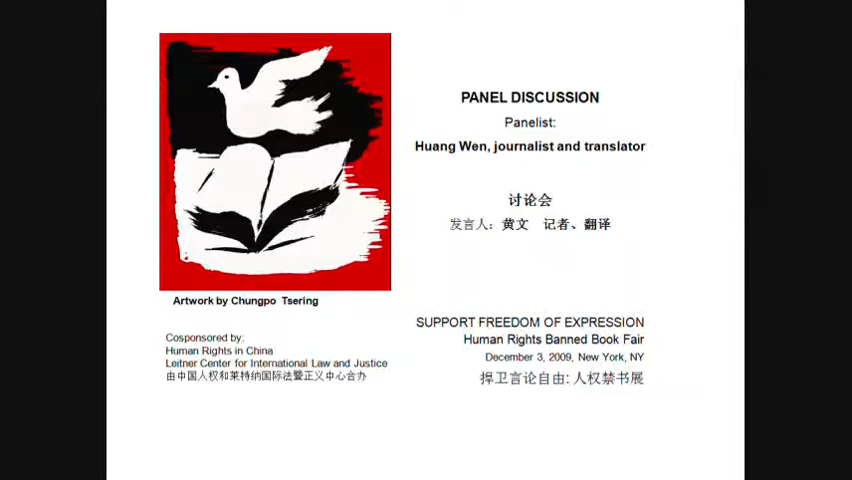 PANEL DISCUSSION
Panelist:
Huang Wen, journalist and translator
讨论会
发言人：黄文 记者、翻译
Artwork by Chungpo Tsering
Cosponsored by:
Human Rights in China
Leitner Center for International Law and Justice
由中国人权和莱特纳国际法暨正义中心合办
SUPPORT FREEDOM OF EXPRESSION
Human Rights Banned Book Fair
December 3, 2009, New York, NY
捍卫言论自由: 人权禁书展